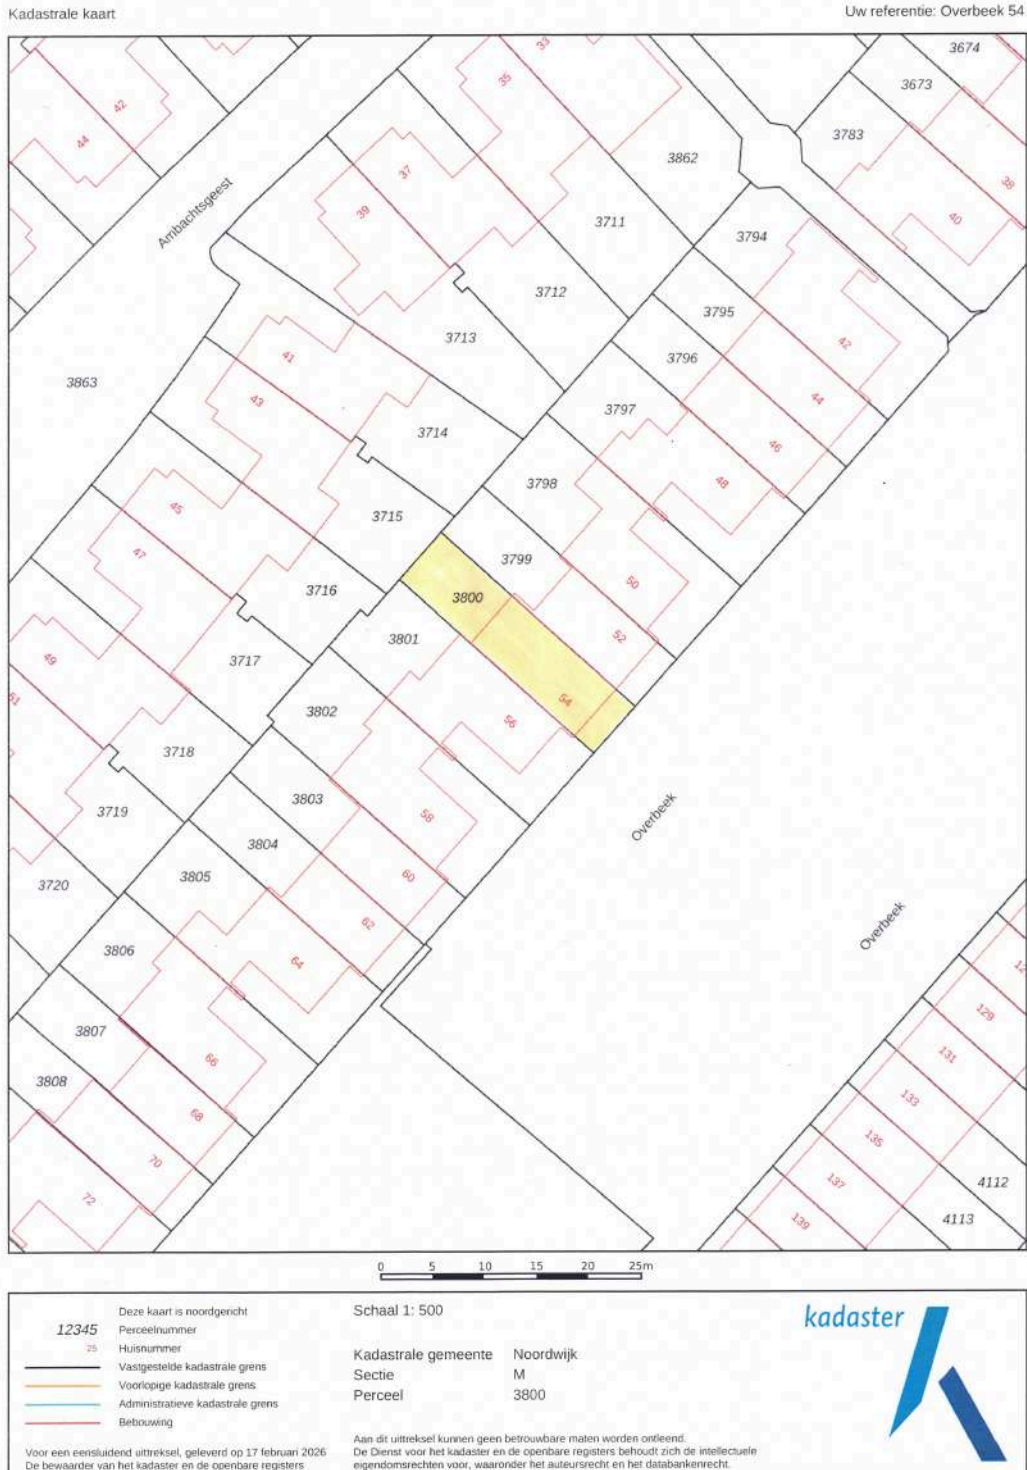 Kadastrale kaart
Uw referentie: Overbeek 54
33
3674
35
3673
42
44
3783
3862
37
38
Ambachtsgeest
39
40
3711
3794
3712
3795
3713
42
41
3796
3863
43
44
3797
3714
46
3798
48
45
3715
47
3799
50
3716
3800
52
3801
49
3717
51
54
3802
56
3718
3803
58
3719
Overbeek
3804
60
3805
3720
62
Overbeek
3806
64
129
3807
131
66
3808
133
68
135
70
137
4112
72
139
4113
0 5 10 15 20 25m
Deze kaart is noordgericht
12345 Perceelnummer
25 Huisnummer
Vastgestelde kadastrale grens
Voorlopige kadastrale grens
Administratieve kadastrale grens
Bebouwing
Voor een eensluidend uittreksel, geleverd op 17 februari 2026
De bewaarder van het kadaster en de openbare registers
Schaal 1: 500
Kadastrale gemeente Noordwijk
Sectie M
Perceel 3800
Aan dit uittreksel kunnen geen betrouwbare maten worden ontleend.
De Dienst voor het kadaster en de openbare registers behoudt zich de intellectuele
eigendomsrechten voor, waaronder het auteursrecht en het databankenrecht.
kadaster